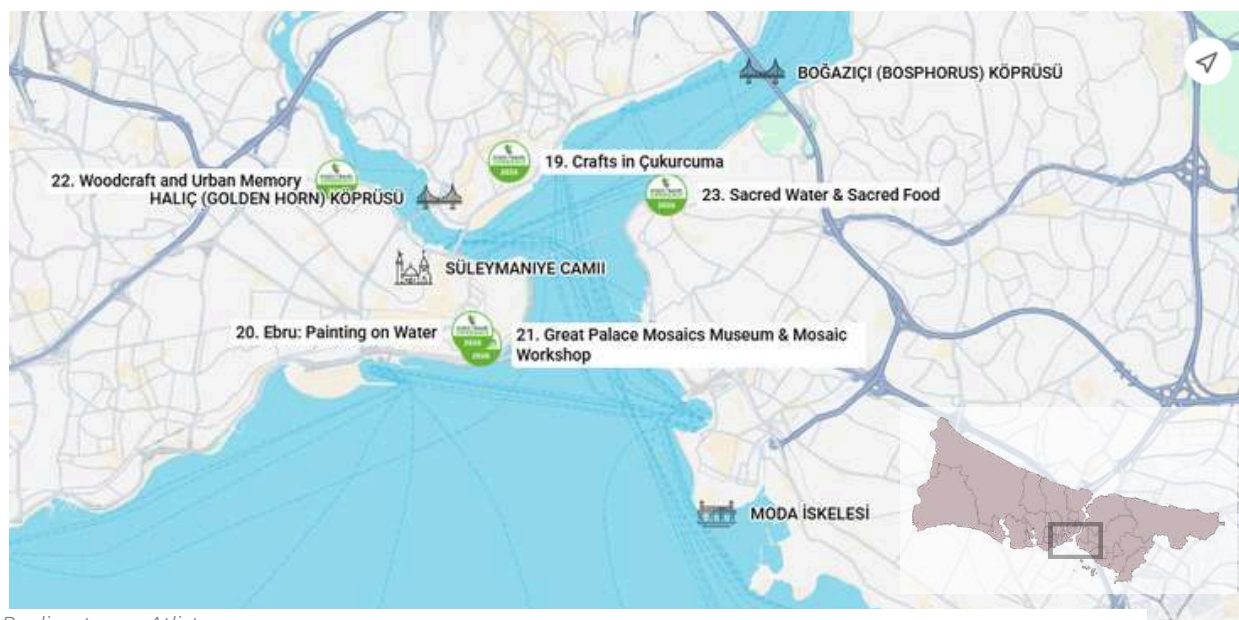 BOĞAZIÇI (BOSPHORUS) KÖPRÜSÜ
19. Crafts in Çukurcuma
22. Woodcraft and Urban Memory
23. Sacred Water & Sacred Food
HALIÇ (GOLDEN HORN) KÖPRÜSÜ
SÜLEYMANIYE CAMII
20. Ebru: Painting on Water
21. Great Palace Mosaics Museum & Mosaic
Workshop
MODA İSKELESİ